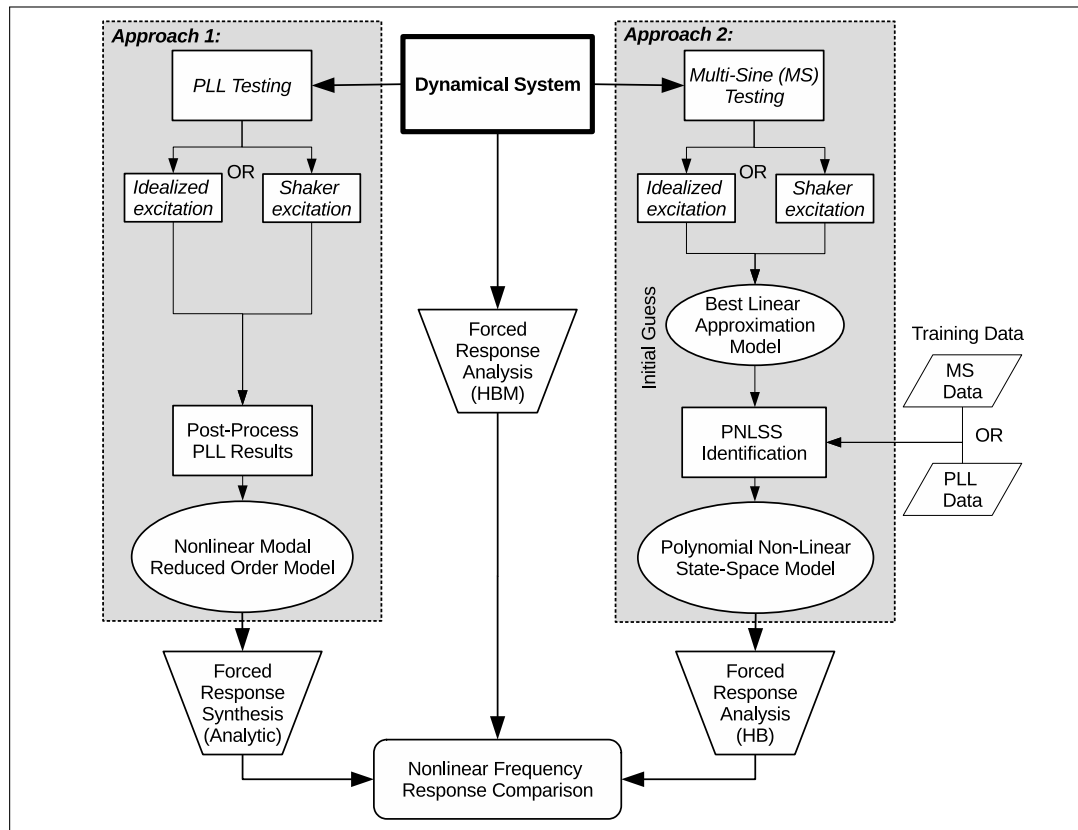 Approach 1:
PLL Testing
OR
Idealized
excitation
Shaker
excitation
Post-Process
PLL Results
Nonlinear Modal
Reduced Order Model
Forced
Response
Synthesis
(Analytic)
Dynamical System
Forced
Response
Analysis
(HBM)
Nonlinear Frequency
Response Comparison
Approach 2:
Multi-Sine (MS)
Testing
OR
Idealized
excitation
Shaker
excitation
Best Linear
Approximation
Model
Initial Guess
PNLSS
Identification
Polynomial Non-Linear
State-Space Model
Forced
Response
Analysis
(HB)
Training Data
MS
Data
OR
PLL
Data